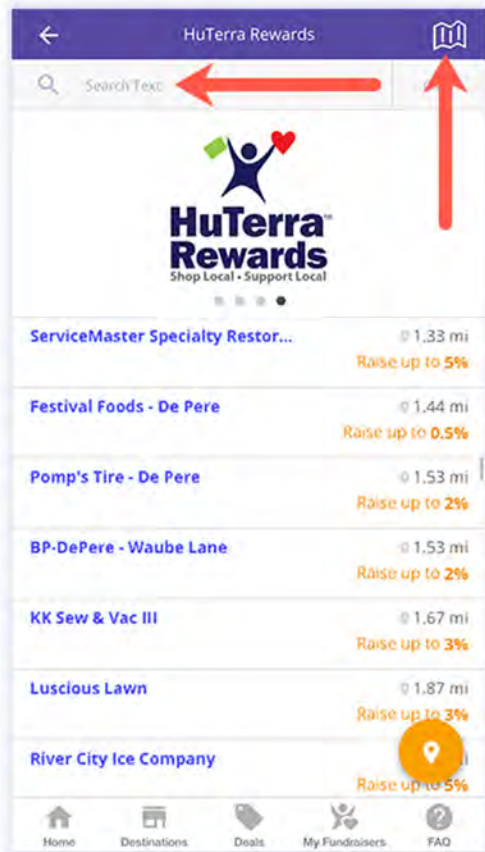 HuTerra Rewards
Search Text
HuTerra™
Rewards
Shop Local • Support Local
ServiceMaster Specialty Restor... 1.33 mi
Raise up to 5%
Festival Foods - De Pere 1.44 mi
Raise up to 0.5%
Pomp's Tire - De Pere 1.53 mi
Raise up to 2%
BP-DePere - Waube Lane 1.53 mi
Raise up to 2%
KK Sew & Vac III 1.67 mi
Raise up to 3%
Luscious Lawn 1.87 mi
Raise up to 3%
River City Ice Company
Raise up to 5%
Home Destinations Deals My Fundraisers FAQ